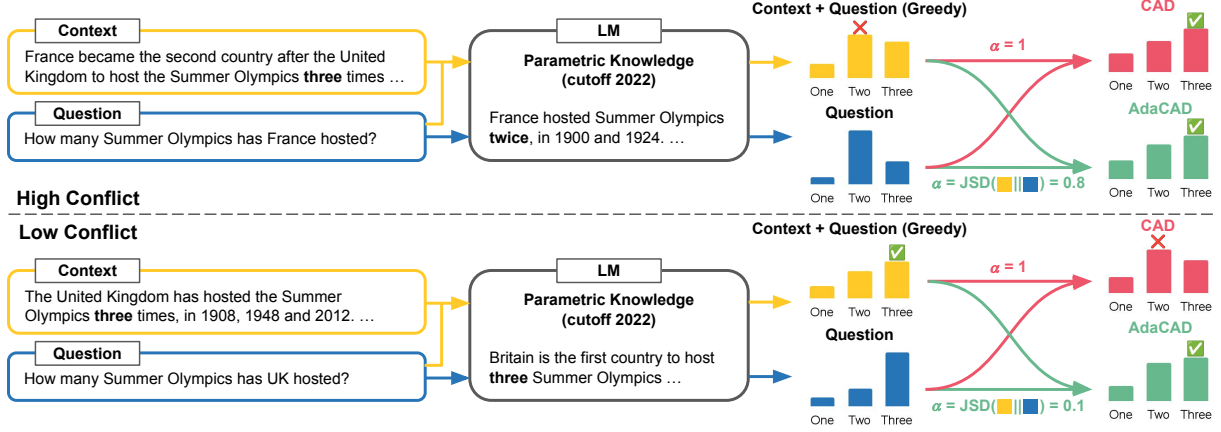 Context
France became the second country after the United
Kingdom to host the Summer Olympics three times …
Question
How many Summer Olympics has France hosted?
LM
Parametric Knowledge
(cutoff 2022)
France hosted Summer Olympics
twice, in 1900 and 1924. …
Context + Question (Greedy)
One Two Three
Question
One Two Three
α = 1
α = JSD( || ) = 0.8
CAD
One Two Three
AdaCAD
One Two Three
High Conflict
Low Conflict
Context
The United Kingdom has hosted the Summer
Olympics three times, in 1908, 1948 and 2012. …
Question
How many Summer Olympics has UK hosted?
LM
Parametric Knowledge
(cutoff 2022)
Britain is the first country to host
three Summer Olympics …
Context + Question (Greedy)
One Two Three
Question
One Two Three
α = 1
α = JSD( || ) = 0.1
CAD
One Two Three
AdaCAD
One Two Three